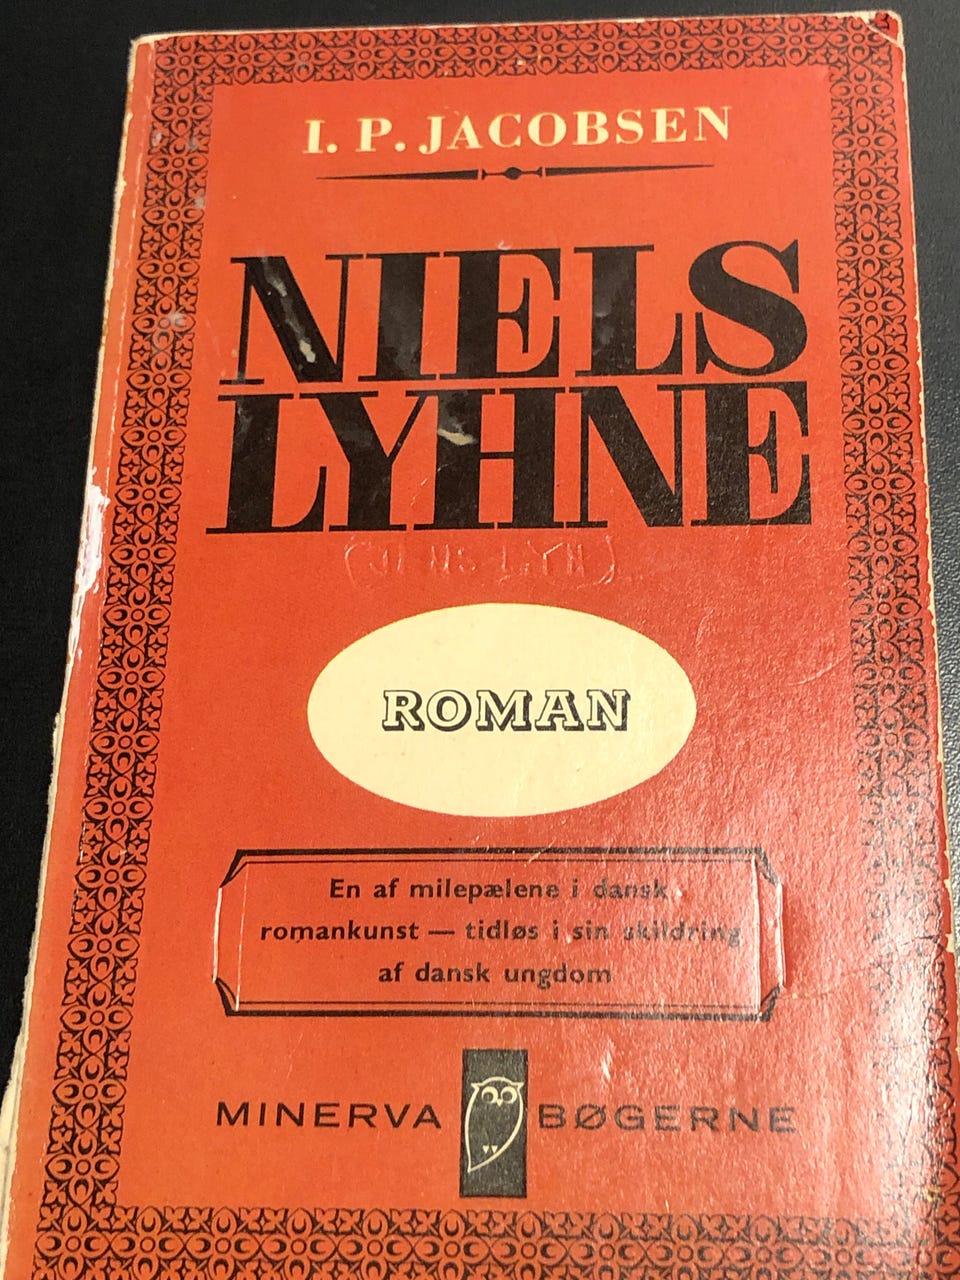 I. P. JACOBSEN
NIELS
LYHNE
ROMAN
En af milepælene i dansk
romankunst — tidløs i sin skildring
af dansk ungdom
MINERVA BØGERNE